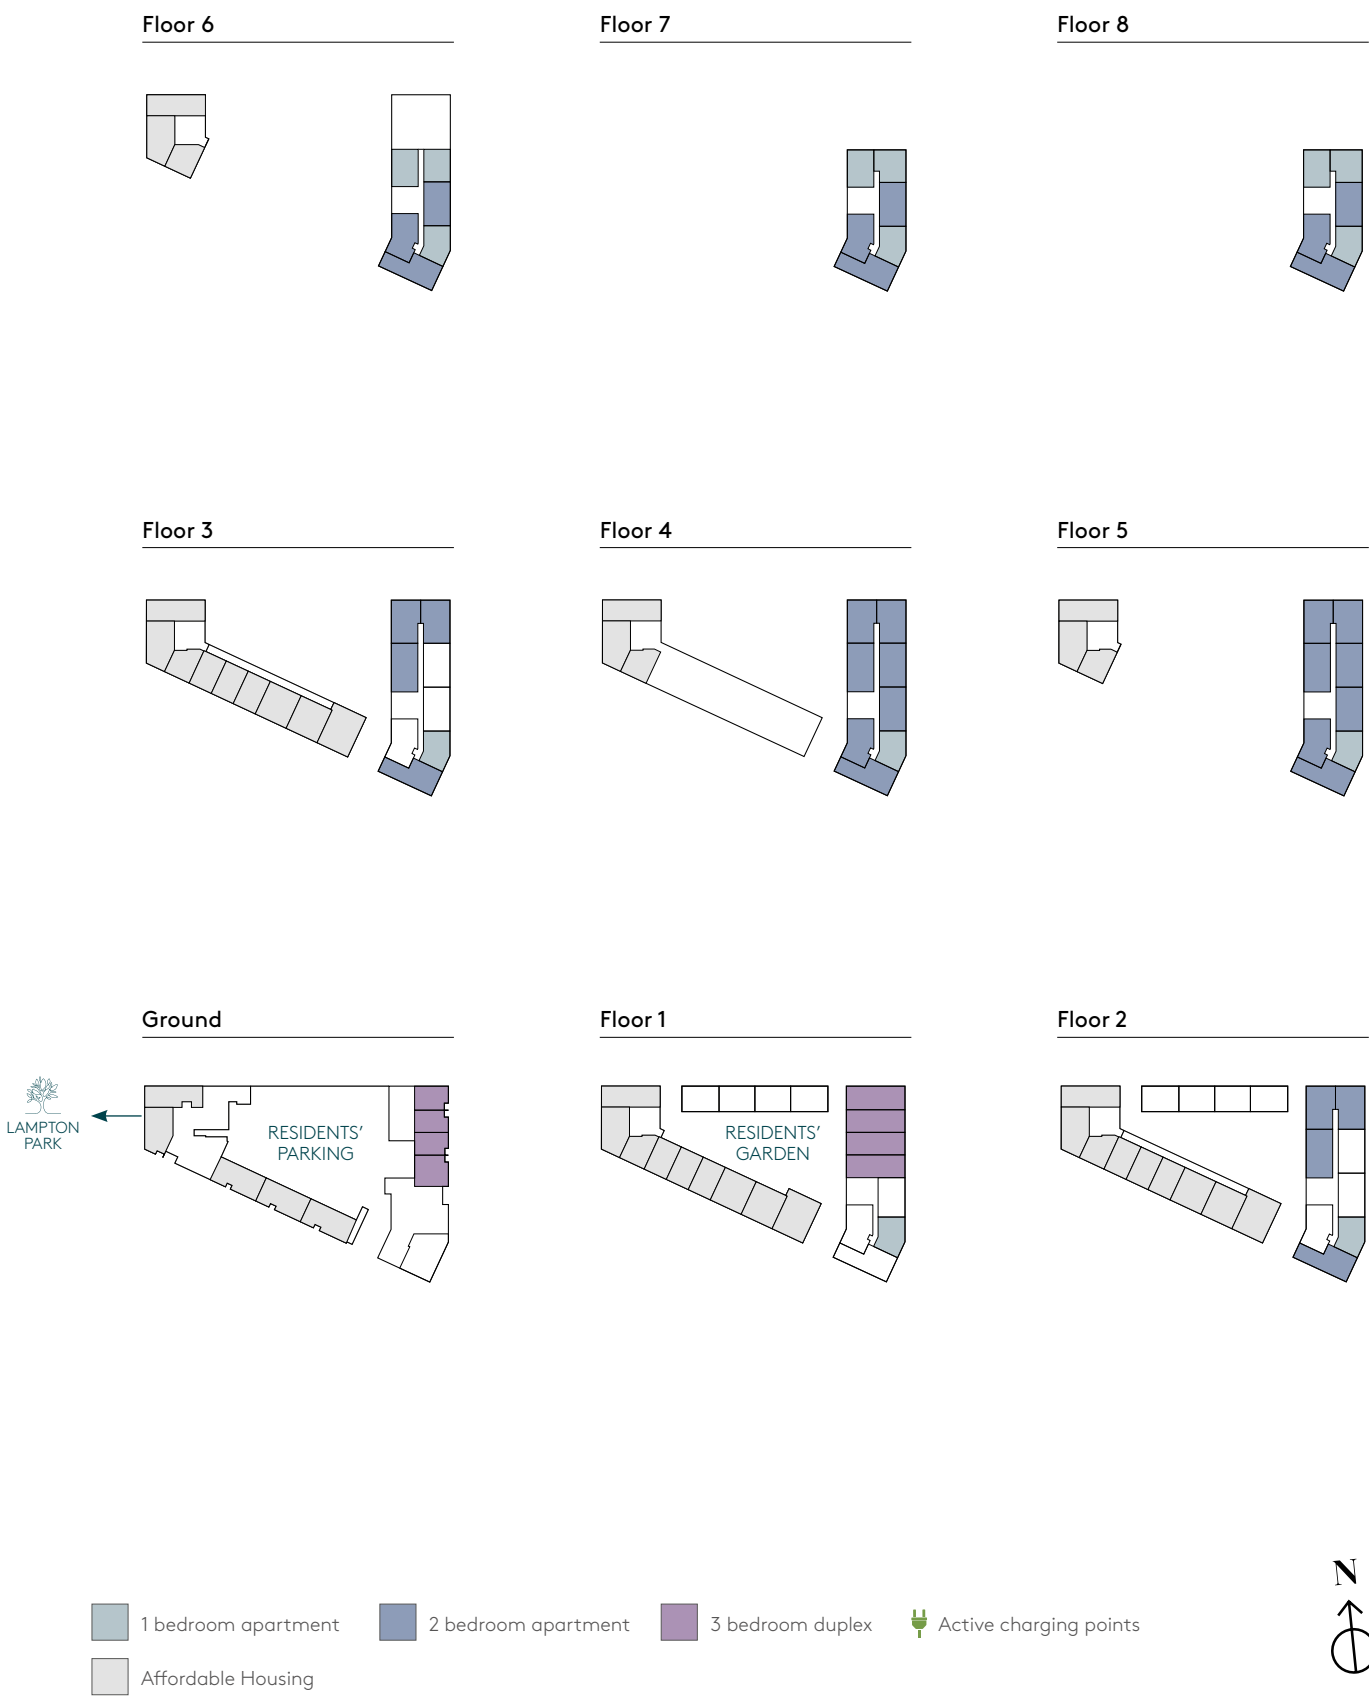 Floor 6
Floor 7
Floor 8
Floor 3
Floor 4
Floor 5
Ground
Floor 1
Floor 2
LAMPTON
PARK
RESIDENTS'
PARKING
RESIDENTS'
GARDEN
N
1 bedroom apartment
2 bedroom apartment
3 bedroom duplex
Active charging points
Affordable Housing